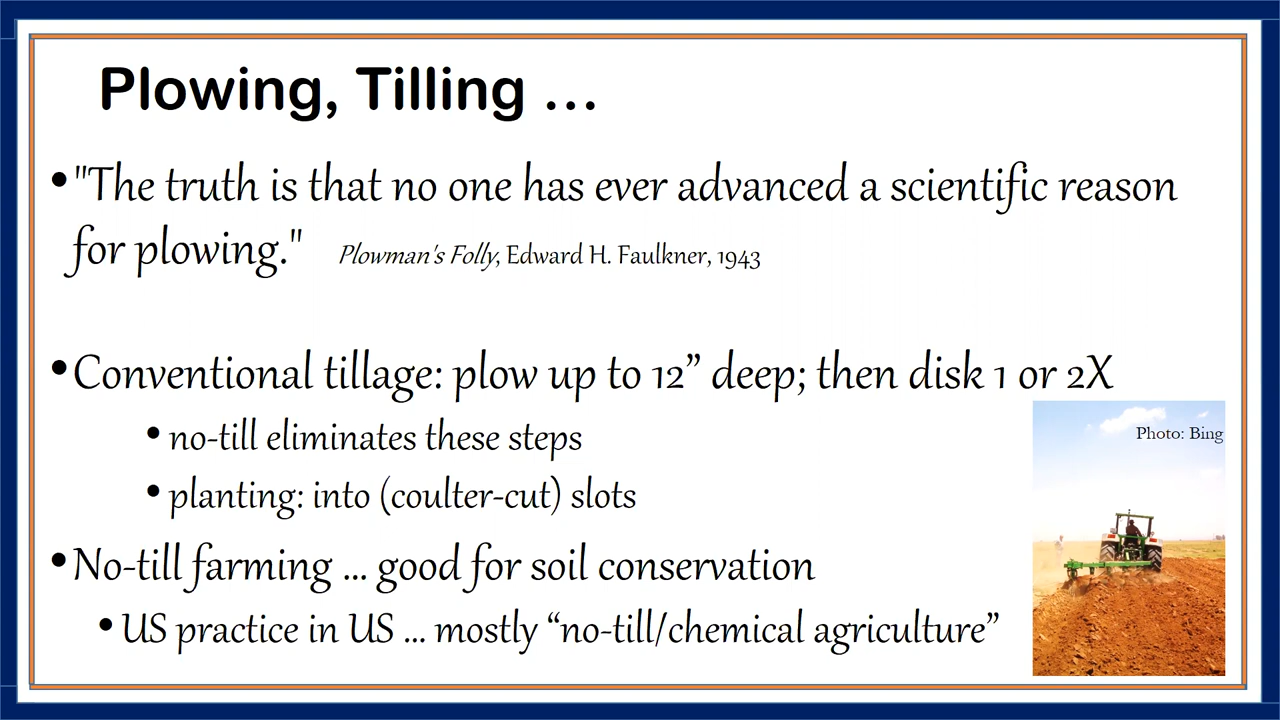 Plowing, Tilling ...
•"The truth is that no one has ever advanced a scientific reason
for plowing." Plowman's Folly, Edward H. Faulkner, 1943
•Conventional tillage: plow up to 12” deep; then disk 1 or 2X
•no-till eliminates these steps
•planting: into (coulter-cut) slots
•No-till farming ... good for soil conservation
•US practice in US ... mostly “no-till/chemical agriculture”
Photo: Bing